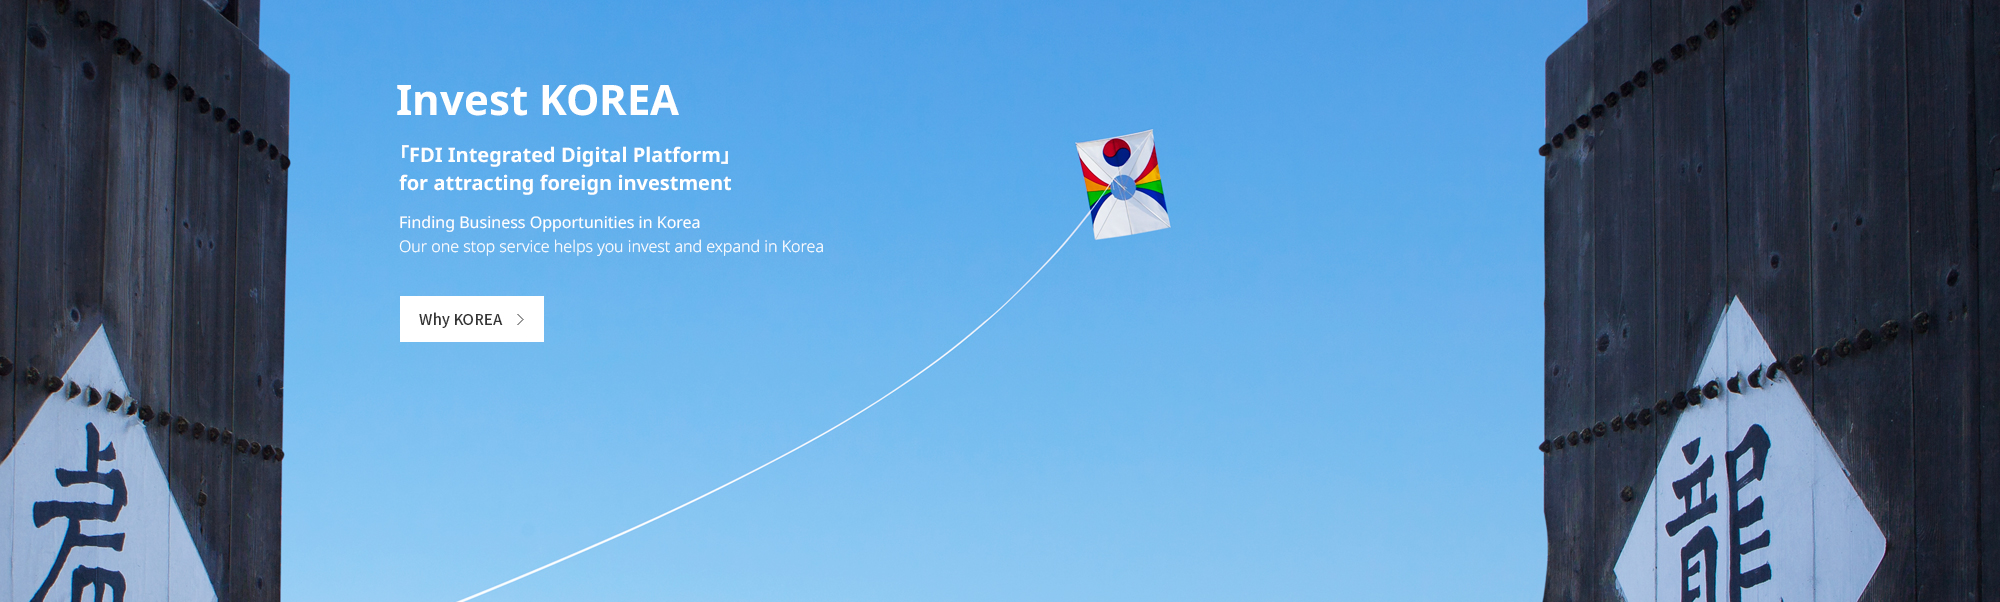 Invest KOREA
「FDI Integrated Digital Platform」
for attracting foreign investment
Finding Business Opportunities in Korea
Our one stop service helps you invest and expand in Korea
Why KOREA
虎
龍